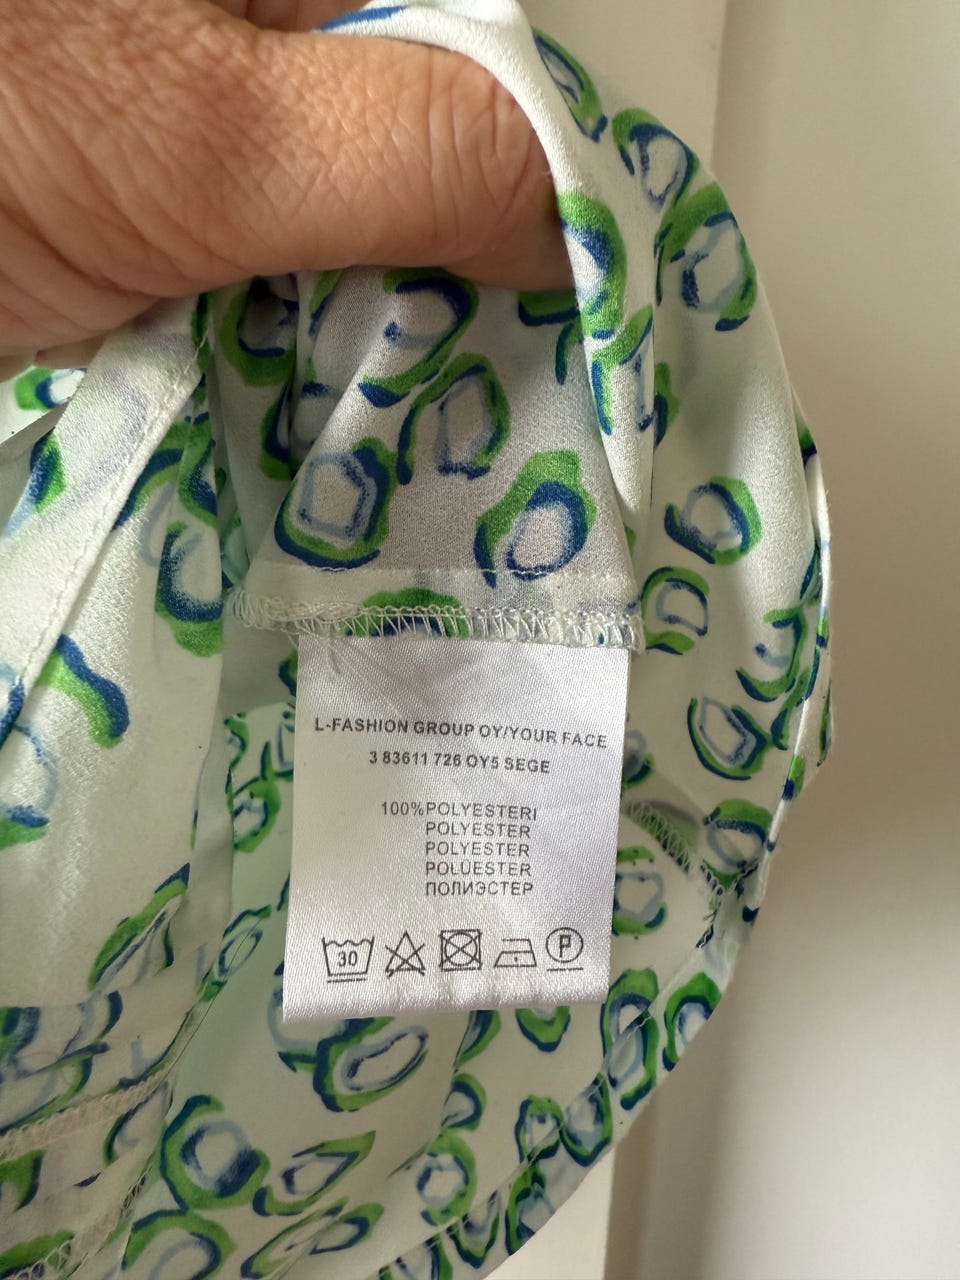 L-FASHION GROUP OY/YOUR FACE
3 83611 726 OY5 SEGE
100%POLYESTERI
POLYESTER
POLYESTER
POLÜESTER
ПОЛИЭСТЕР
30 P